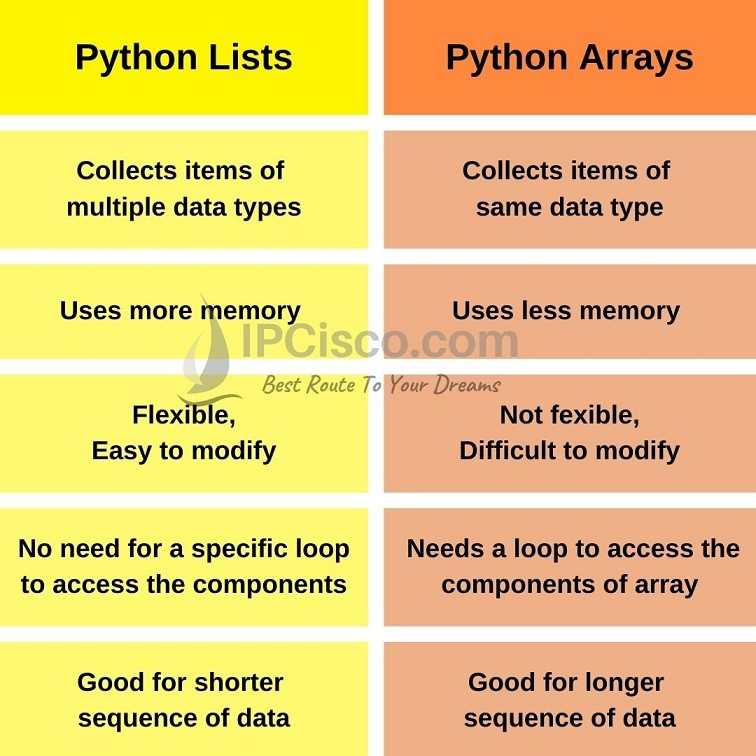 Python Lists
Python Arrays
Collects items of
multiple data types
Collects items of
same data type
Uses more memory
Uses less memory
IPCisco.com
Best Route To Your Dreams
Flexible,
Easy to modify
Not fexible,
Difficult to modify
No need for a specific loop
to access the components
Needs a loop to access the
components of array
Good for shorter
sequence of data
Good for longer
sequence of data